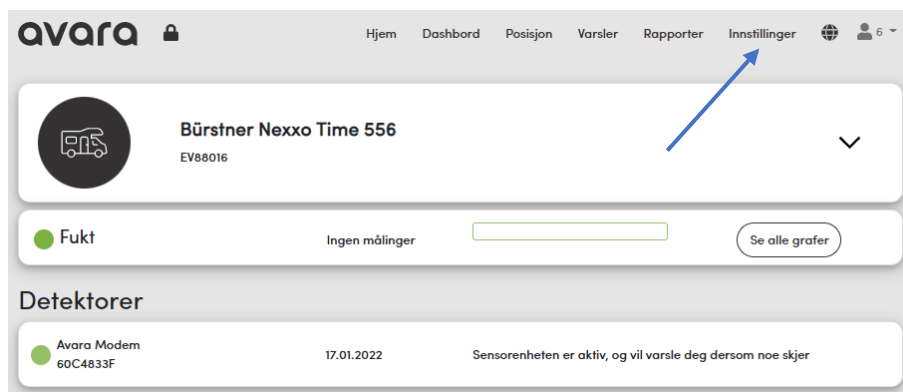 avara
Hjem Dashbord Posisjon Varsler Rapporter Innstillinger 6
Bürstner Nexxo Time 556
EV88016
Fukt Ingen målinger Se alle grafer
Detektorer
Avara Modem
60C4833F
17.01.2022 Sensorenheten er aktiv, og vil varsle deg dersom noe skjer